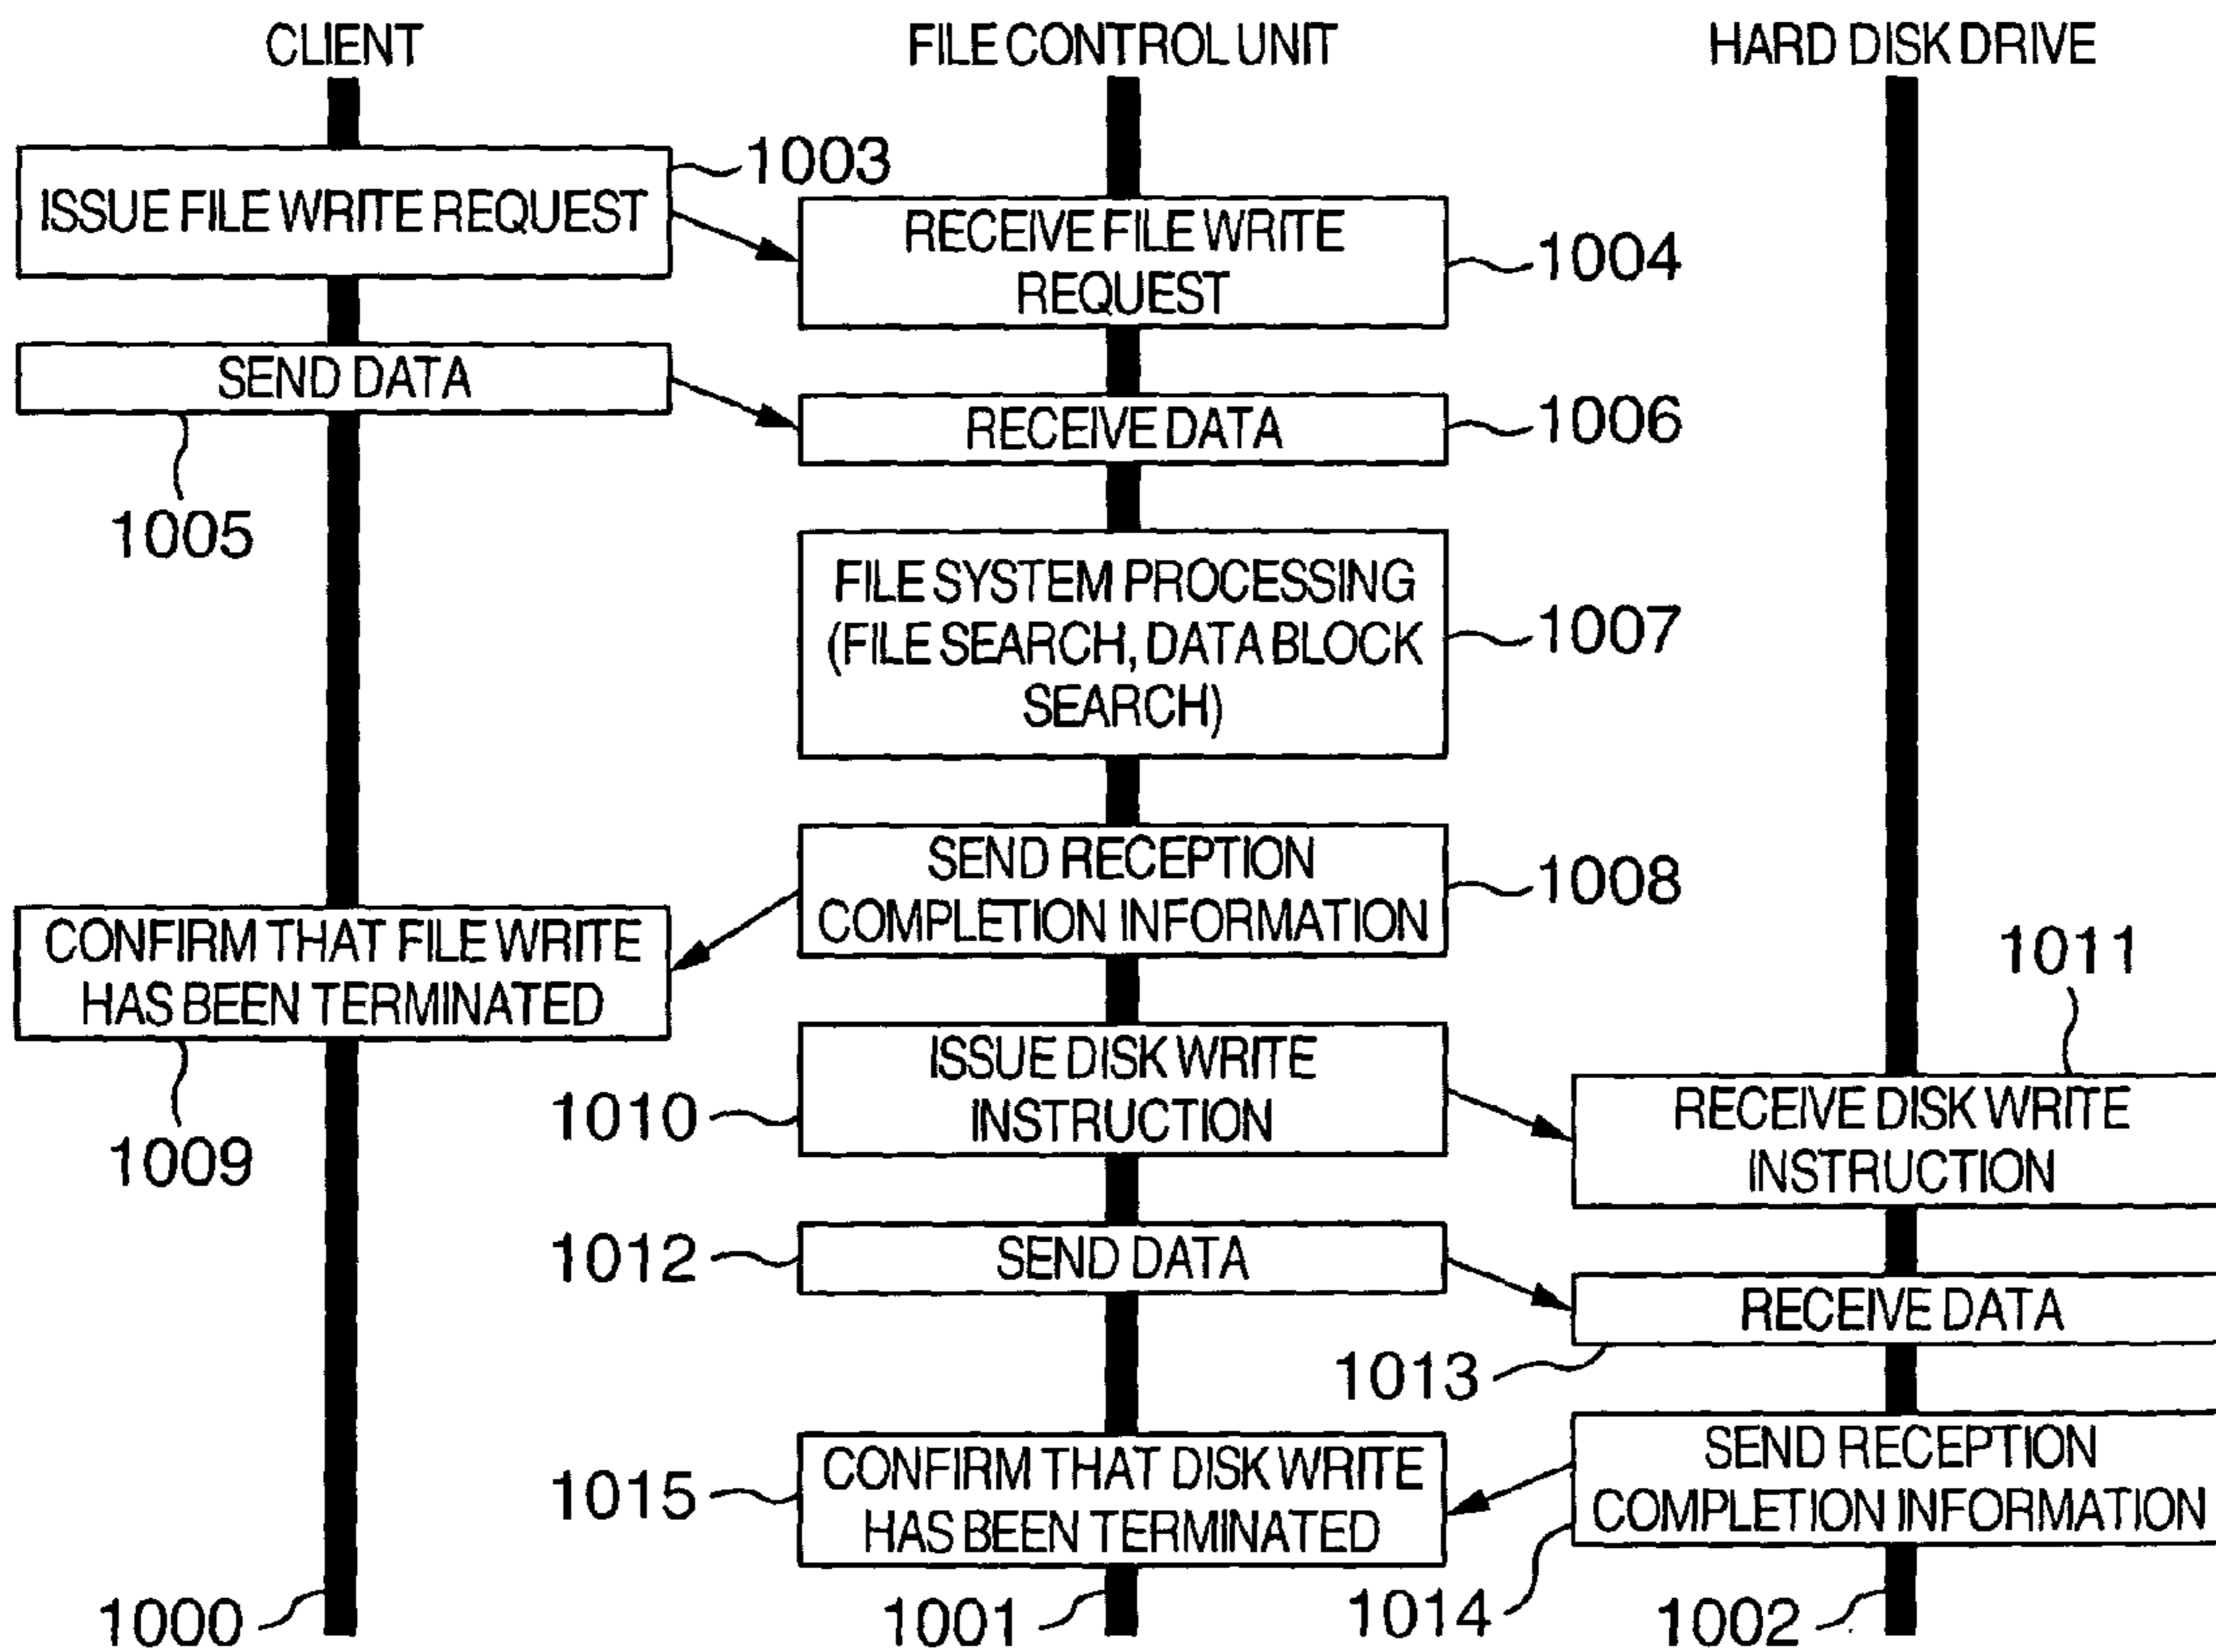 CLIENT
FILE CONTROL UNIT
HARD DISK DRIVE
ISSUE FILE WRITE REQUEST
1003
RECEIVE FILE WRITE
REQUEST
1004
SEND DATA
1005
RECEIVE DATA
1006
FILE SYSTEM PROCESSING
(FILE SEARCH, DATA BLOCK
SEARCH)
1007
SEND RECEPTION
COMPLETION INFORMATION
1008
CONFIRM THAT FILE WRITE
HAS BEEN TERMINATED
1009
ISSUE DISK WRITE
INSTRUCTION
1010
1011
RECEIVE DISK WRITE
INSTRUCTION
1012
SEND DATA
RECEIVE DATA
1013
SEND RECEPTION
COMPLETION INFORMATION
1014
1015
CONFIRM THAT DISK WRITE
HAS BEEN TERMINATED
1000
1001
1002